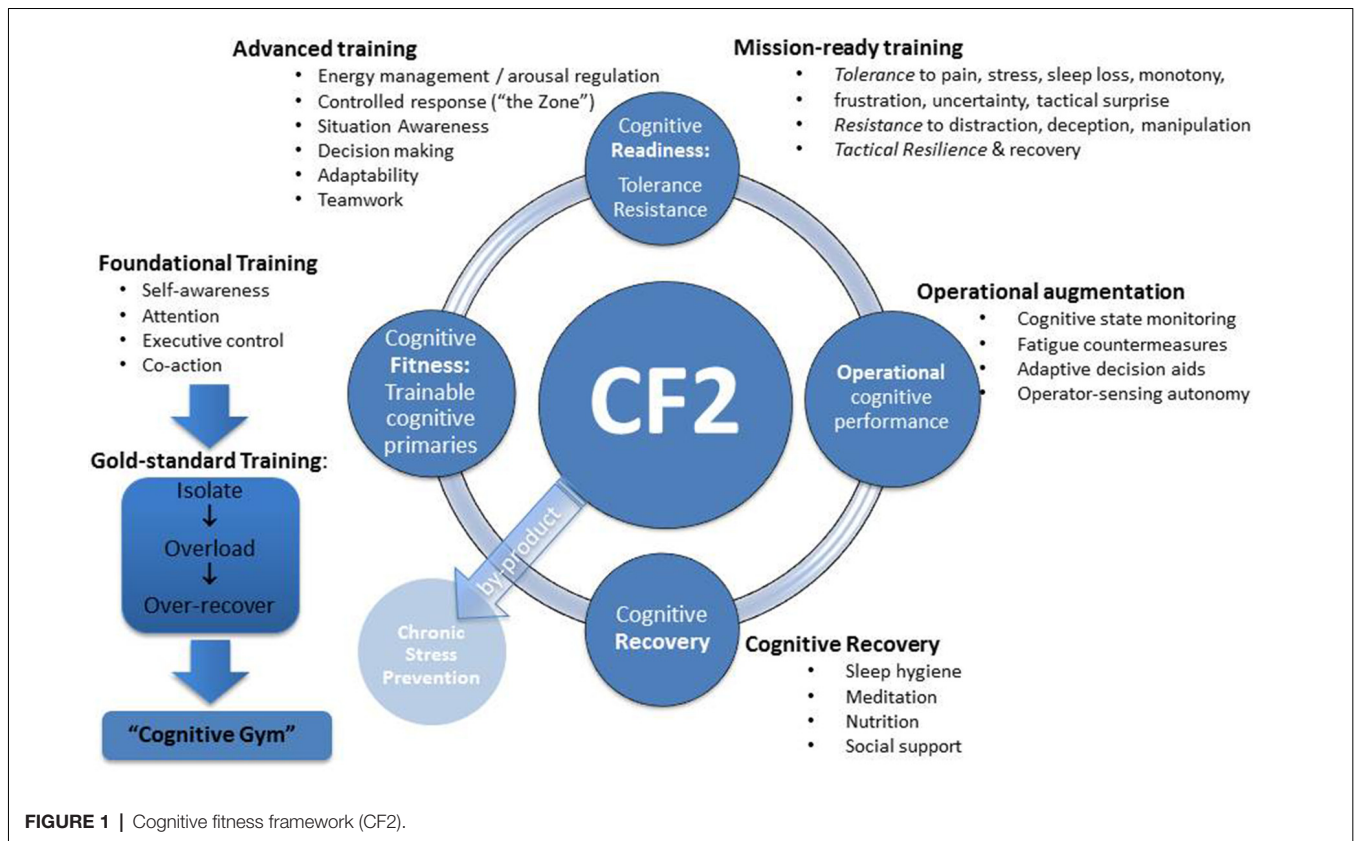 Advanced training
• Energy management / arousal regulation
• Controlled response (“the Zone”)
• Situation Awareness
• Decision making
• Adaptability
• Teamwork
Mission-ready training
• Tolerance to pain, stress, sleep loss, monotony,
• frustration, uncertainty, tactical surprise
• Resistance to distraction, deception, manipulation
• Tactical Resilience & recovery
Cognitive
Readiness:
Tolerance
Resistance
Foundational Training
• Self-awareness
• Attention
• Executive control
• Co-action
Cognitive
Fitness:
Trainable
cognitive
primaries
CF2
Operational
cognitive
performance
Operational augmentation
• Cognitive state monitoring
• Fatigue countermeasures
• Adaptive decision aids
• Operator-sensing autonomy
Gold-standard Training:
Isolate
↓
Overload
↓
Over-recover
“Cognitive Gym”
by-product
Chronic
Stress
Prevention
Cognitive
Recovery
Cognitive Recovery
• Sleep hygiene
• Meditation
• Nutrition
• Social support
FIGURE 1 | Cognitive fitness framework (CF2).